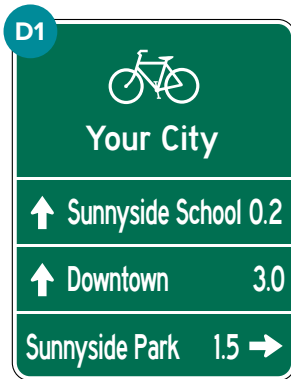 D1
Your City
Sunnyside School 0.2
Downtown 3.0
Sunnyside Park 1.5